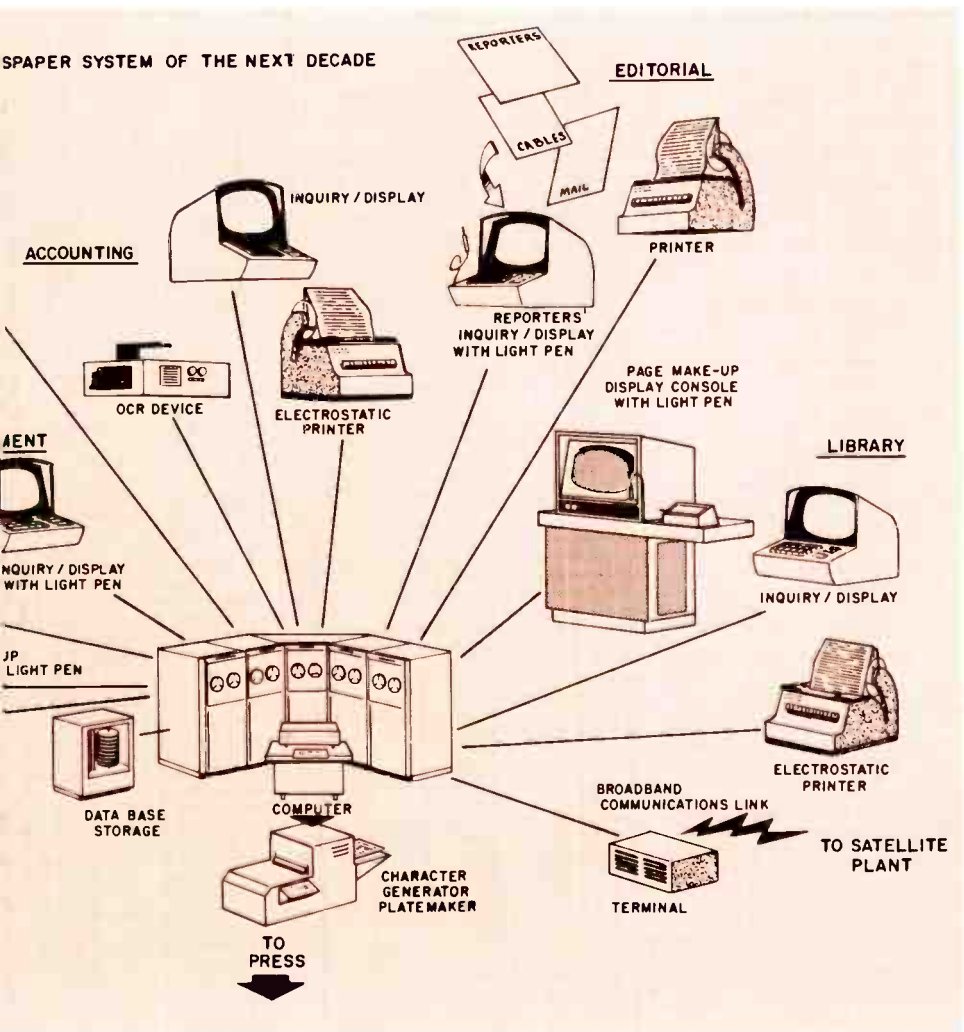 SPAPER SYSTEM OF THE NEXT DECADE
REPORTERS
CABLES
MAIL
EDITORIAL
PRINTER
INQUIRY / DISPLAY
ACCOUNTING
REPORTERS'
INQUIRY / DISPLAY
WITH LIGHT PEN
OCR DEVICE
ELECTROSTATIC
PRINTER
PAGE MAKE-UP
DISPLAY CONSOLE
WITH LIGHT PEN
LIBRARY
MENT
NQUIRY / DISPLAY
WITH LIGHT PEN
INQUIRY / DISPLAY
UP
LIGHT PEN
DATA BASE
STORAGE
COMPUTER
ELECTROSTATIC
PRINTER
BROADBAND
COMMUNICATIONS LINK
TO SATELLITE
PLANT
CHARACTER
GENERATOR
PLATEMAKER
TERMINAL
TO
PRESS